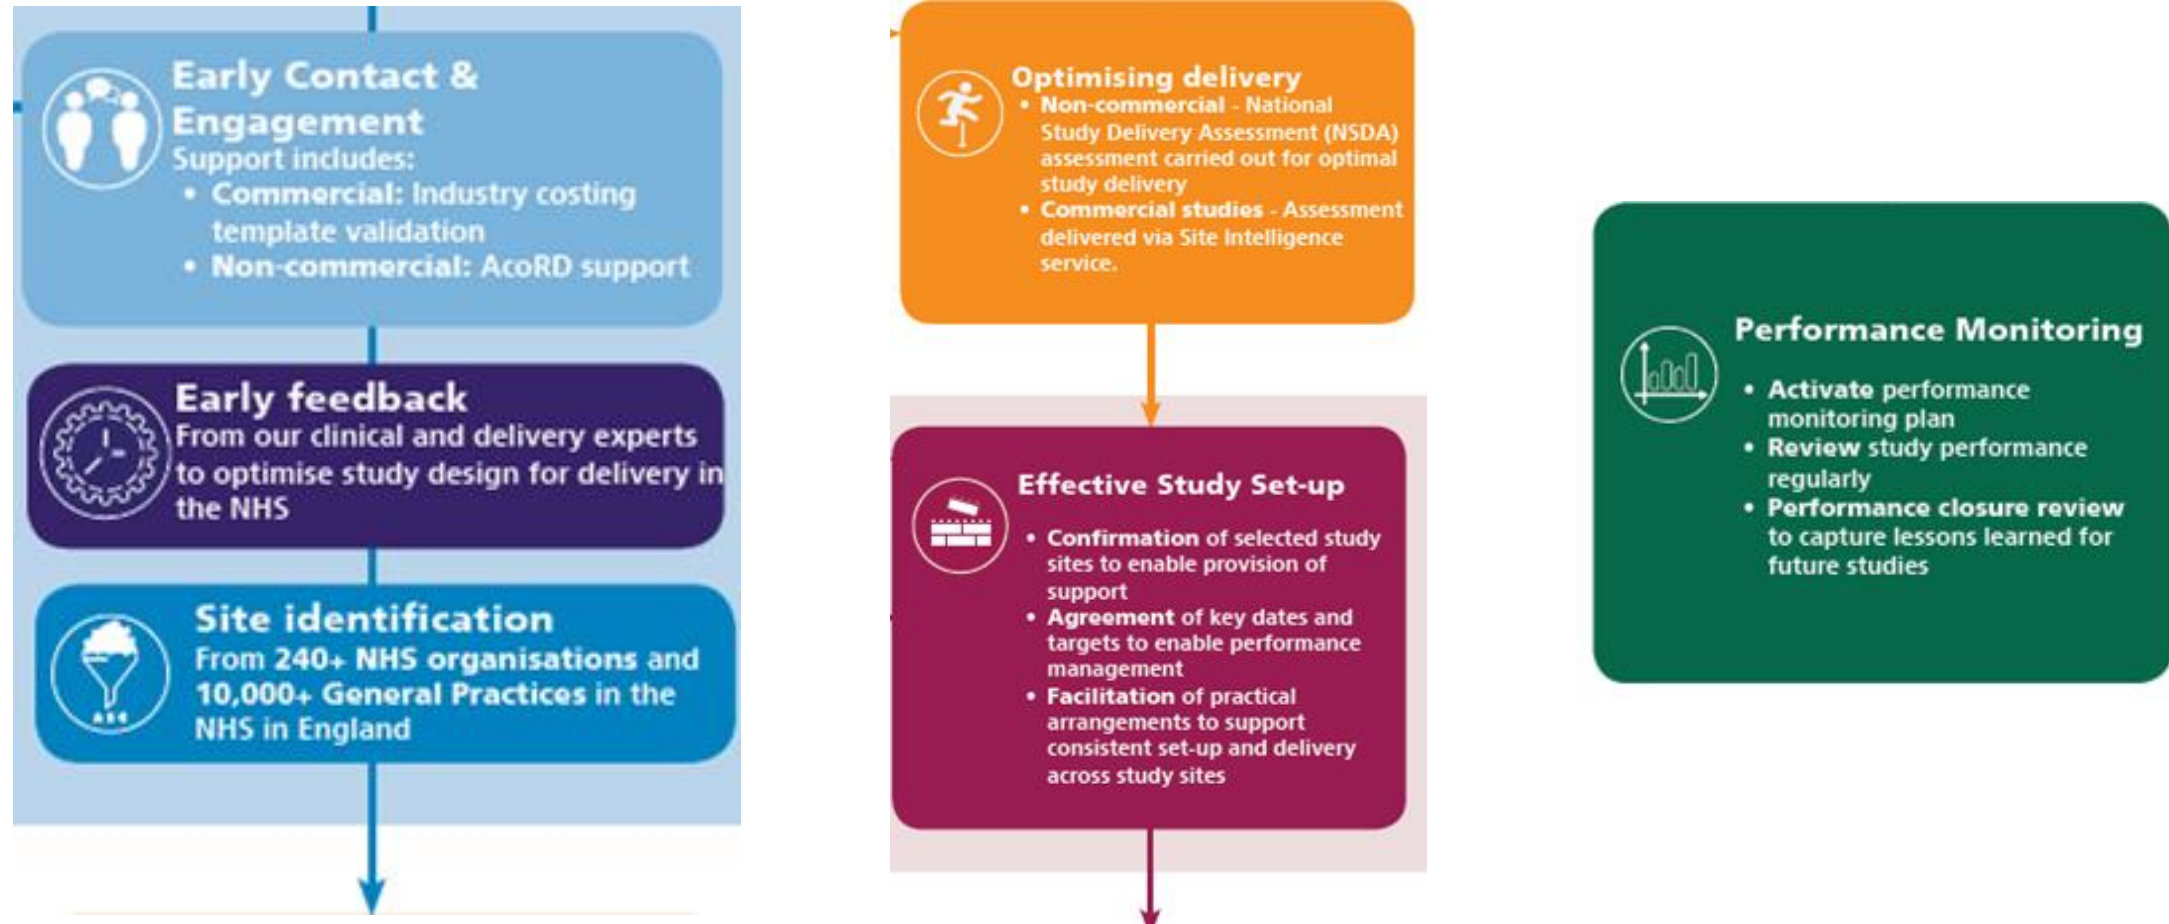 Early Contact &
Engagement
Support includes:
• Commercial: Industry costing
template validation
• Non-commercial: AcoRD support
Early feedback
From our clinical and delivery experts
to optimise study design for delivery in
the NHS
Site identification
From 240+ NHS organisations and
10,000+ General Practices in the
NHS in England
Optimising delivery
• Non-commercial - National
Study Delivery Assessment (NSDA)
assessment carried out for optimal
study delivery
• Commercial studies - Assessment
delivered via Site Intelligence
service.
Effective Study Set-up
• Confirmation of selected study
sites to enable provision of
support
• Agreement of key dates and
targets to enable performance
management
• Facilitation of practical
arrangements to support
consistent set-up and delivery
across study sites
Performance Monitoring
• Activate performance
monitoring plan
• Review study performance
regularly
• Performance closure review
to capture lessons learned for
future studies